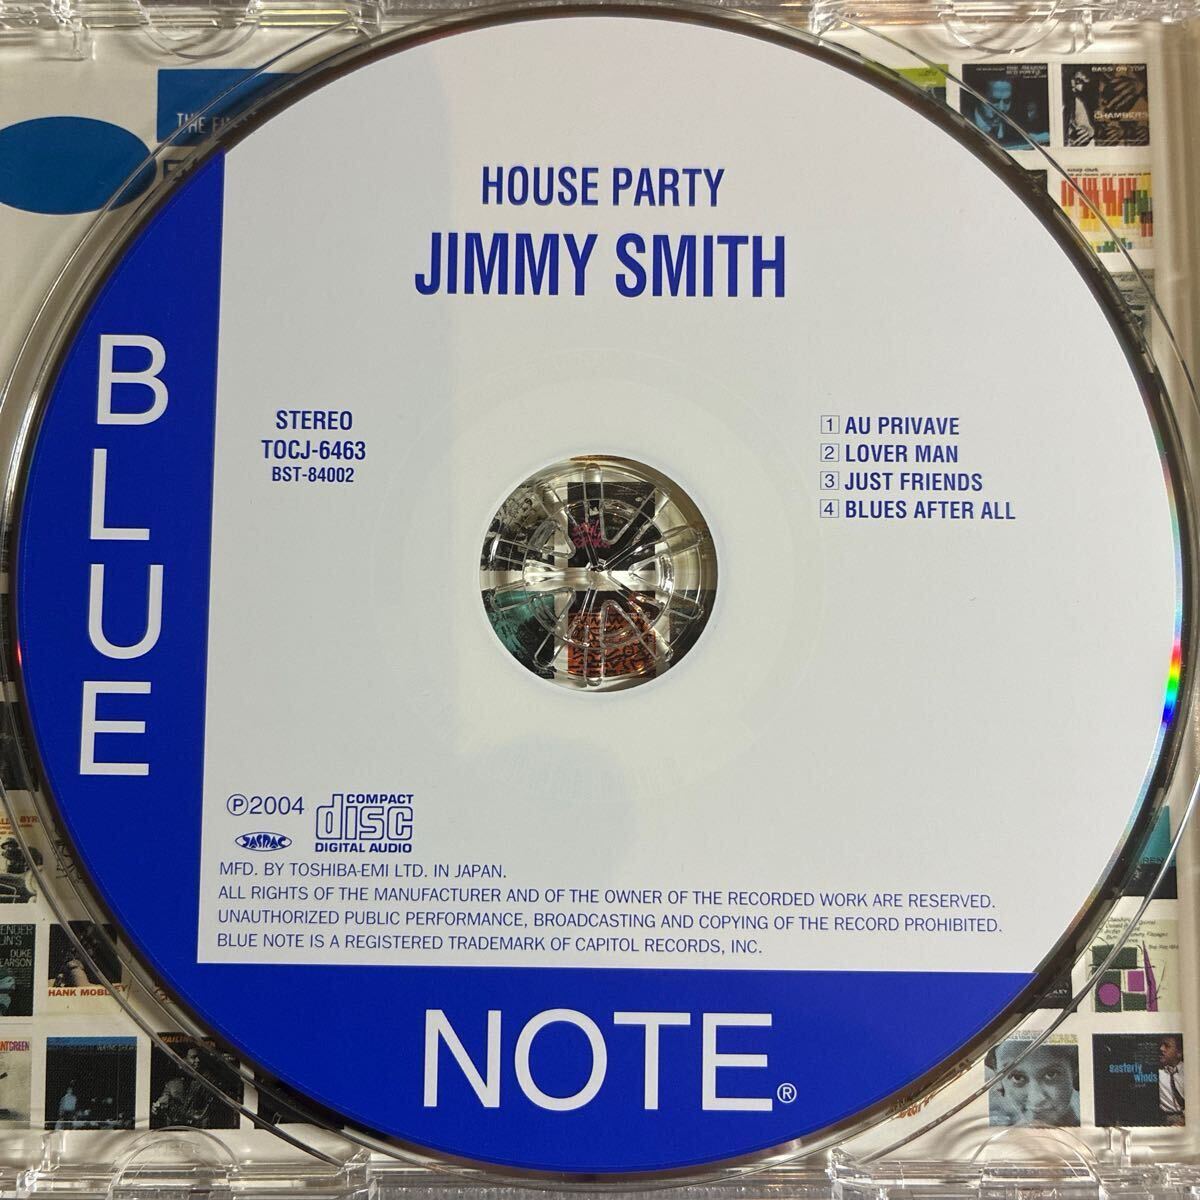 HOUSE PARTY
JIMMY SMITH
BLUE
STEREO
TOCJ-6463
BST-84002
1 AU PRIVAVE
2 LOVER MAN
3 JUST FRIENDS
4 BLUES AFTER ALL
℗2004
JASRAC
COMPACT
disc
DIGITAL AUDIO
MFD. BY TOSHIBA-EMI LTD. IN JAPAN.
ALL RIGHTS OF THE MANUFACTURER AND OF THE OWNER OF THE RECORDED WORK ARE RESERVED.
UNAUTHORIZED PUBLIC PERFORMANCE, BROADCASTING AND COPYING OF THE RECORD PROHIBITED.
BLUE NOTE IS A REGISTERED TRADEMARK OF CAPITOL RECORDS, INC.
NOTE®
THE
BASS ON TOP
CHAMBERS
DUKE
HANK MOBLEY
easterly
winds